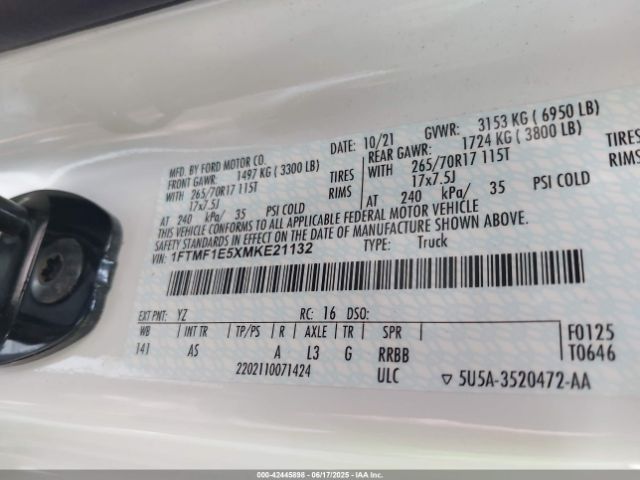 MFD. BY FORD MOTOR CO. DATE: 10/21 GVWR: 3153 KG ( 6950 LB)
FRONT GAWR: 1497 KG ( 3300 LB) REAR GAWR: 1724 KG ( 3800 LB)
WITH 265/70R17 115T TIRES WITH 265/70R17 115T TIRES
17x7.5J RIMS 17x7.5J RIMS
AT 240 kPa/ 35 PSI COLD AT 240 kPa/ 35 PSI COLD
THIS VEHICLE CONFORMS TO ALL APPLICABLE FEDERAL MOTOR VEHICLE
SAFETY STANDARDS IN EFFECT ON THE DATE OF MANUFACTURE SHOWN ABOVE.
VIN: 1FTMF1E5XMKE21132 TYPE: Truck
EXT PNT: YZ RC: 16 DSO: F0125
WB INT TR TP/PS R AXLE TR SPR T0646
141 AS A L3 G RRBB
2202110071424 ULC ▽ 5U5A-3520472-AA
000-42445898 - 06/17/2025 - IAAI.CA